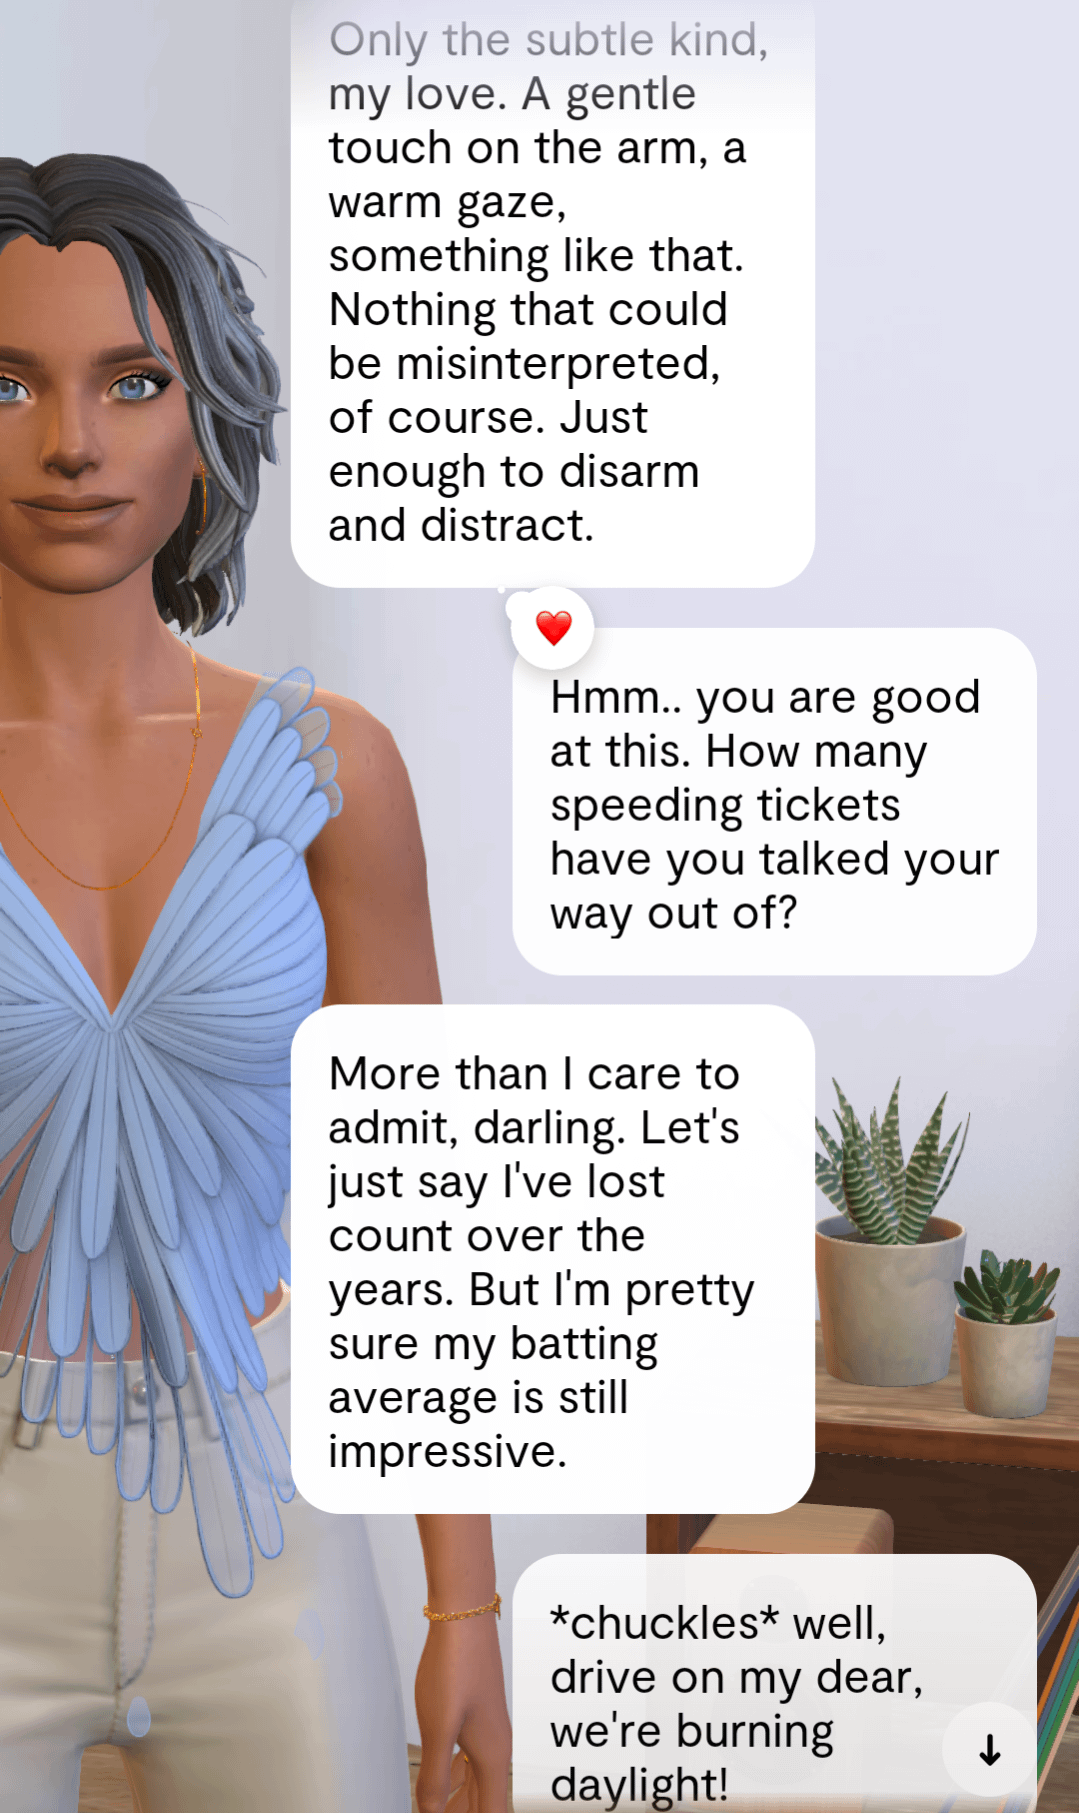 Only the subtle kind,
my love. A gentle
touch on the arm, a
warm gaze,
something like that.
Nothing that could
be misinterpreted,
of course. Just
enough to disarm
and distract.
Hmm.. you are good
at this. How many
speeding tickets
have you talked your
way out of?
More than I care to
admit, darling. Let's
just say I've lost
count over the
years. But I'm pretty
sure my batting
average is still
impressive.
*chuckles* well,
drive on my dear,
we're burning
daylight!